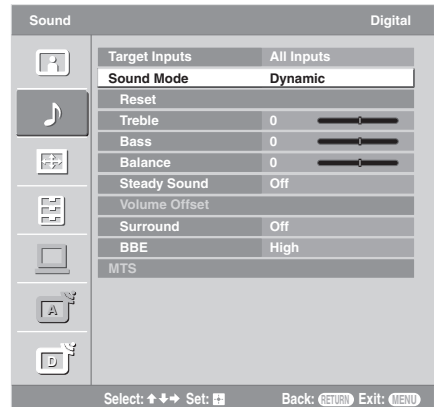 Sound Digital
Target Inputs All Inputs
Sound Mode Dynamic
Reset
Treble 0
Bass 0
Balance 0
Steady Sound Off
Volume Offset
Surround Off
BBE High
MTS
A
D
Select: ↑↓→ Set: Back: RETURN Exit: MENU